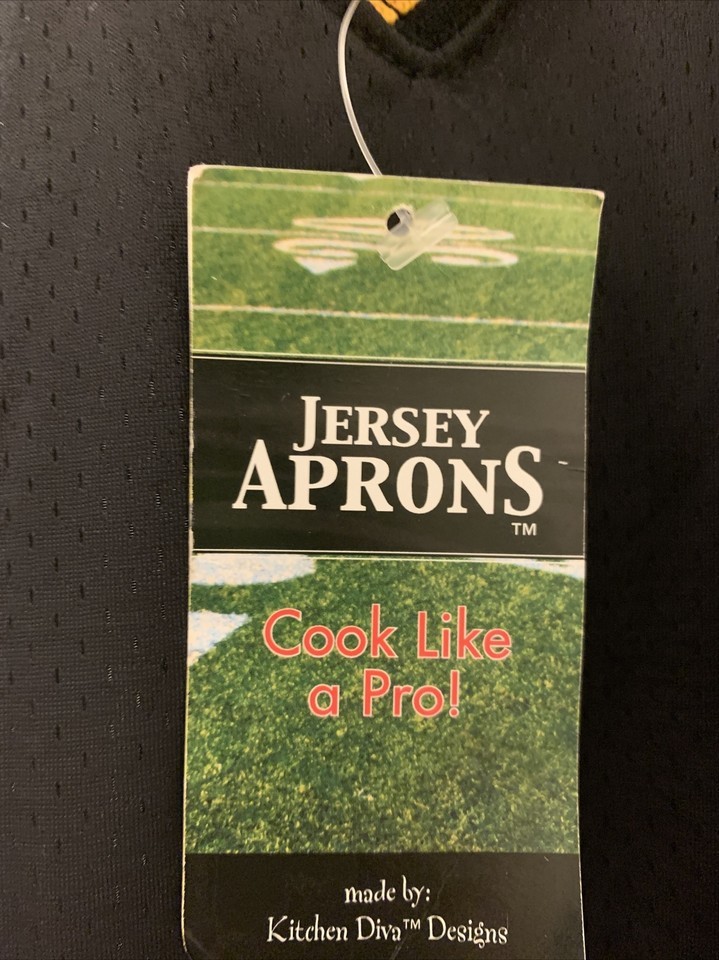 JERSEY
APRONS
™
Cook Like
a Pro!
made by:
Kitchen Diva™ Designs